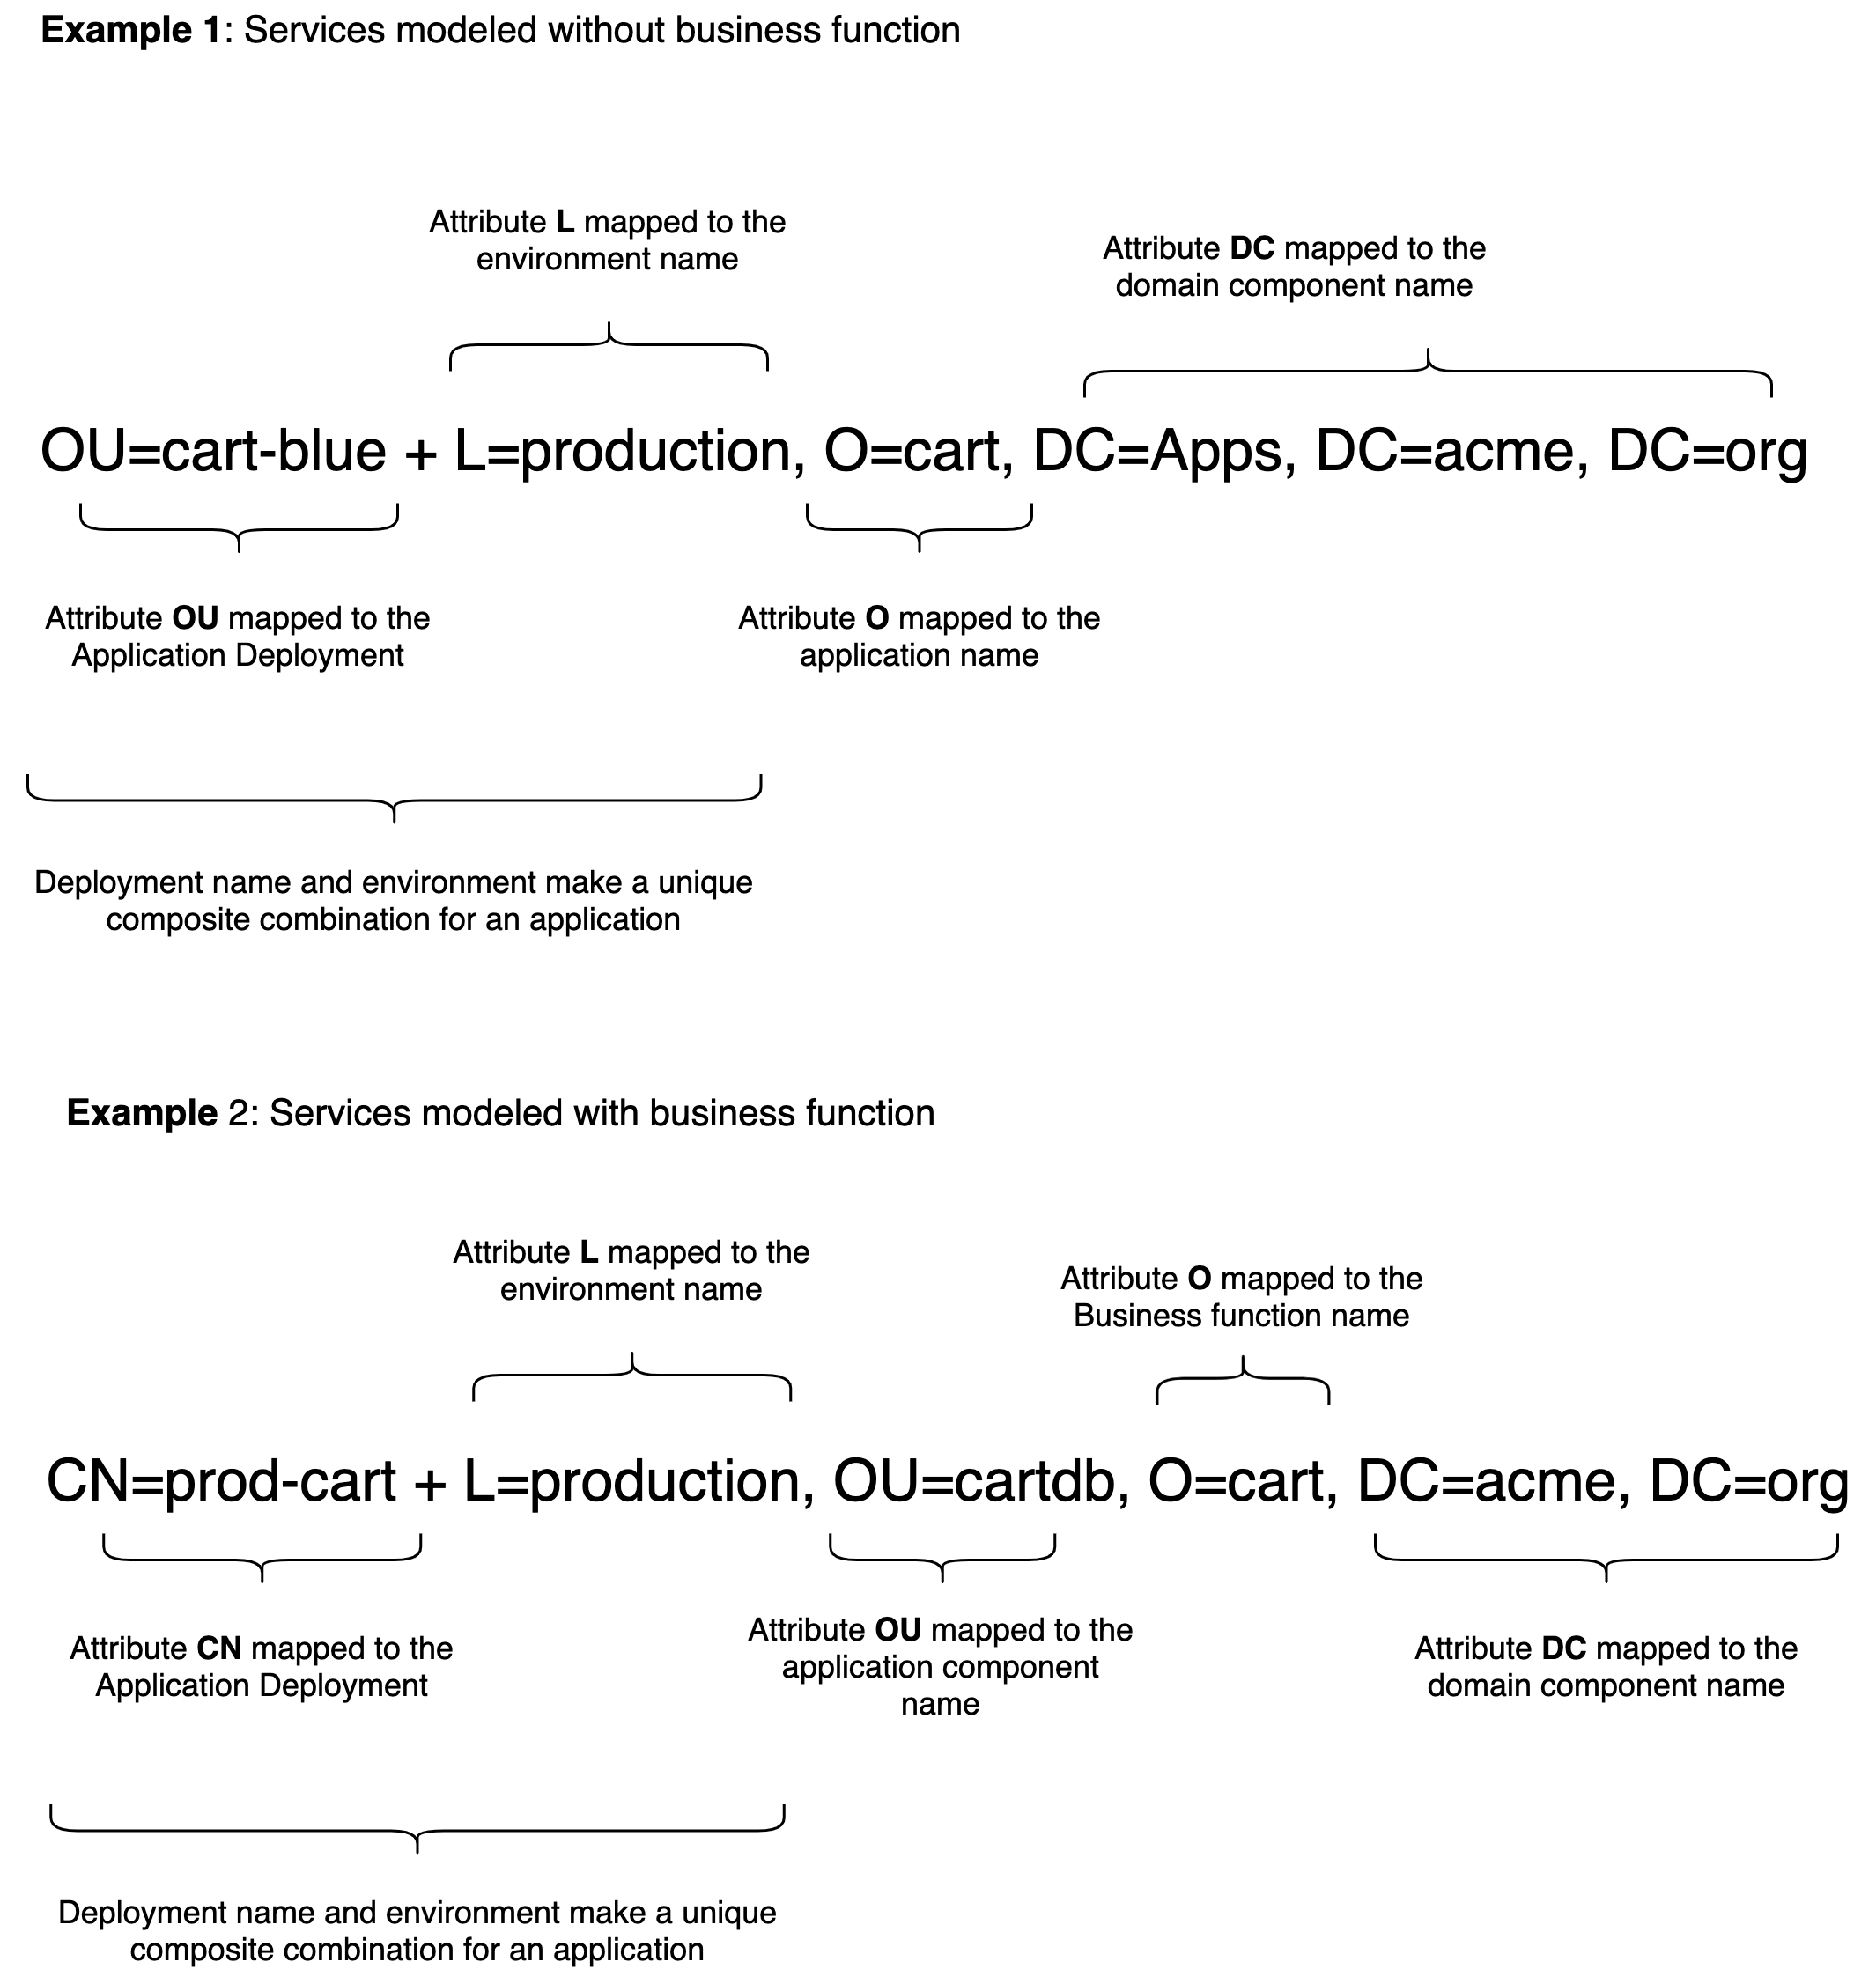 Example 1: Services modeled without business function
Attribute L mapped to the
environment name
Attribute DC mapped to the
domain component name
OU=cart-blue + L=production, O=cart, DC=Apps, DC=acme, DC=org
Attribute OU mapped to the
Application Deployment
Attribute O mapped to the
application name
Deployment name and environment make a unique
composite combination for an application
Example 2: Services modeled with business function
Attribute L mapped to the
environment name
Attribute O mapped to the
Business function name
CN=prod-cart + L=production, OU=cartdb, O=cart, DC=acme, DC=org
Attribute CN mapped to the
Application Deployment
Attribute OU mapped to the
application component
name
Attribute DC mapped to the
domain component name
Deployment name and environment make a unique
composite combination for an application